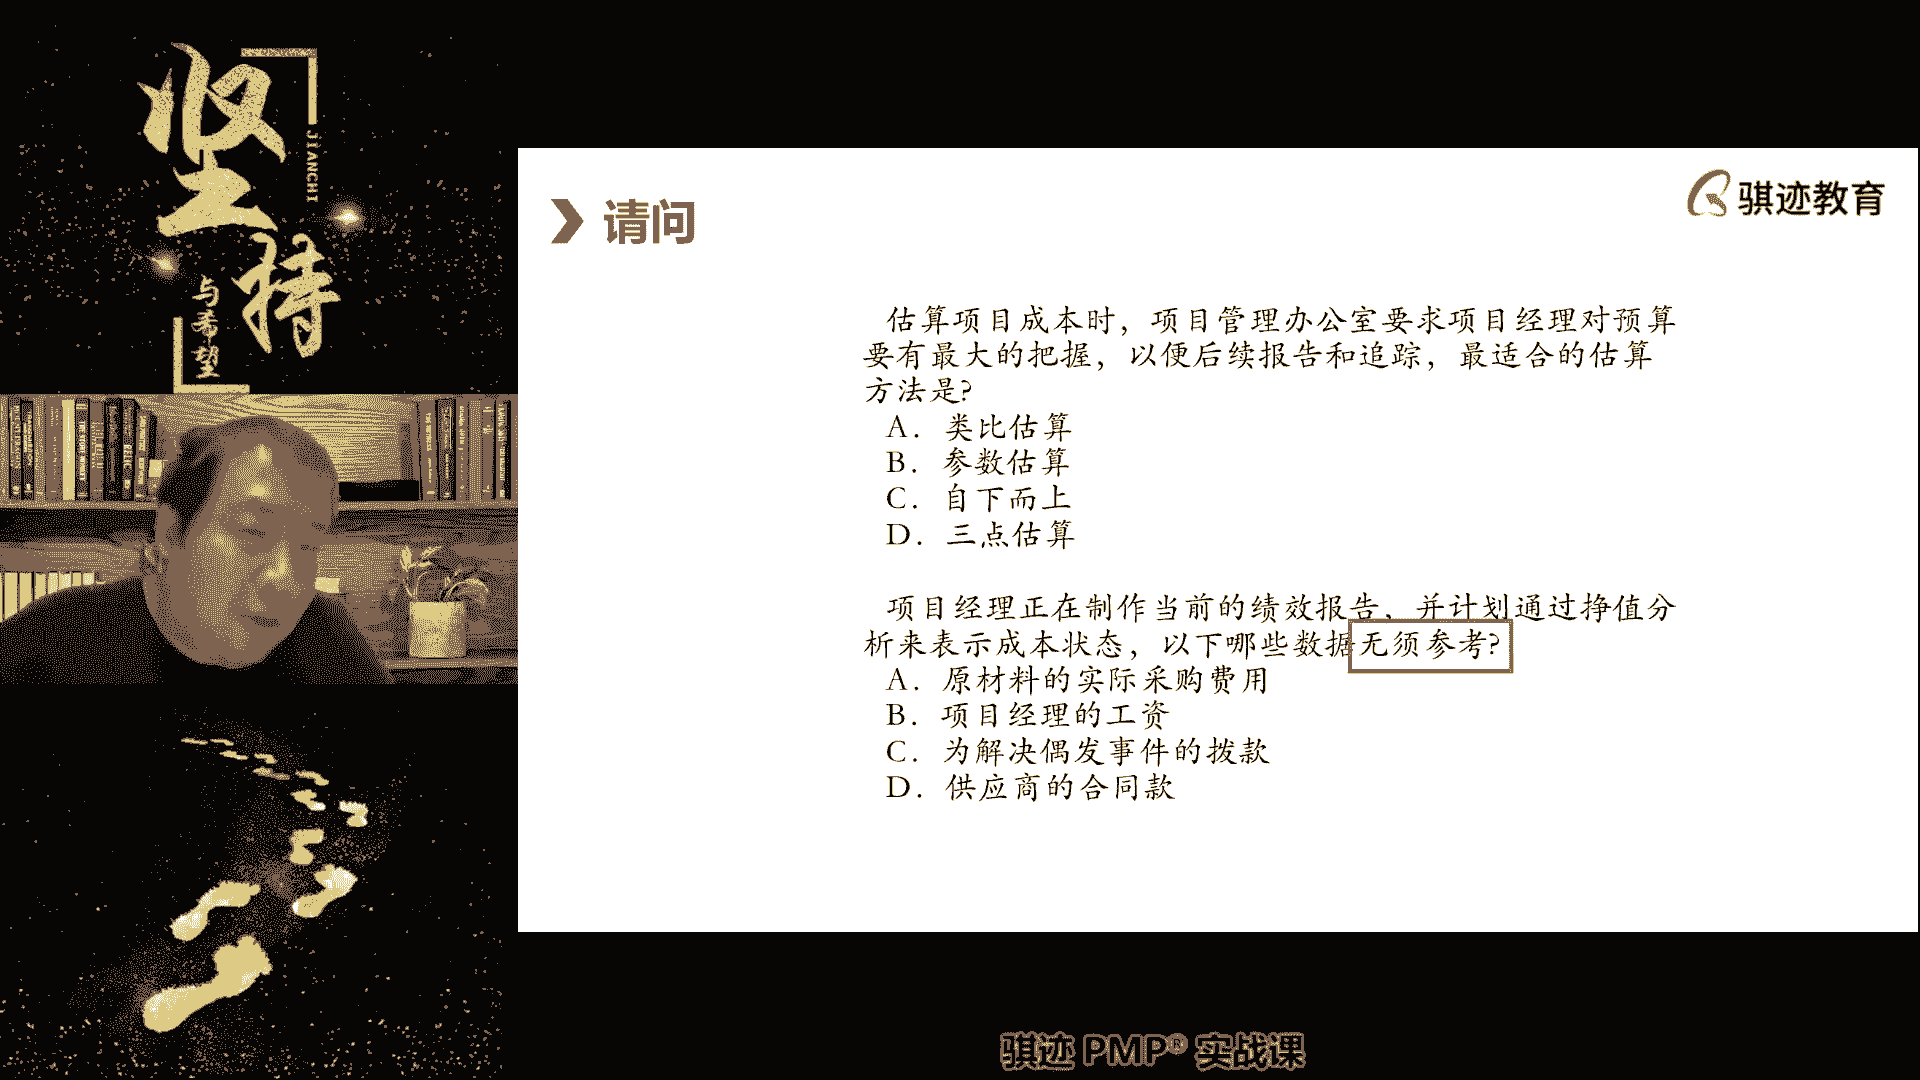 坚持
JIANCHI
与希望
请问
骐迹教育
估算项目成本时，项目管理办公室要求项目经理对预算
要有最大的把握，以便后续报告和追踪，最适合的估算
方法是?
A. 类比估算
B. 参数估算
C. 自下而上
D. 三点估算
项目经理正在制作当前的绩效报告，并计划通过挣值分
析来表示成本状态，以下哪些数据无须参考?
A. 原材料的实际采购费用
B. 项目经理的工资
C. 为解决偶发事件的拨款
D. 供应商的合同款
骐迹 PMP® 实战课